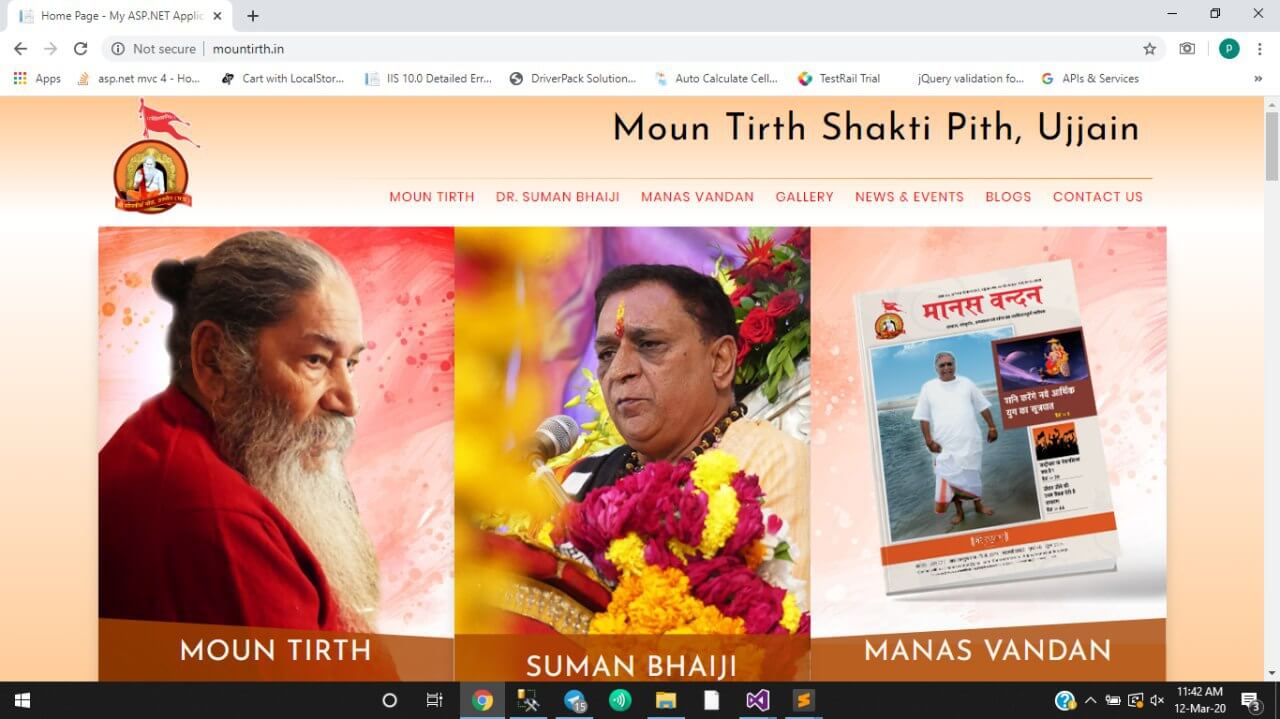 Home Page - My ASP.NET Applic
Not secure
mountirth.in
P
Apps
asp.net mvc 4 - Ho...
Cart with LocalStor...
IIS 10.0 Detailed Err...
DriverPack Solution...
Auto Calculate Cell...
TestRail Trial
jQuery validation fo...
APIs & Services
»
Moun Tirth Shakti Pith, Ujjain
MOUN TIRTH
DR. SUMAN BHAIJI
MANAS VANDAN
GALLERY
NEWS & EVENTS
BLOGS
CONTACT US
मानस वन्दन
शनि करेंगे नये आर्थिक
युग का सूत्रपात
MOUN TIRTH
SUMAN BHAIJI
MANAS VANDAN
15
11:42 AM
12-Mar-20
3